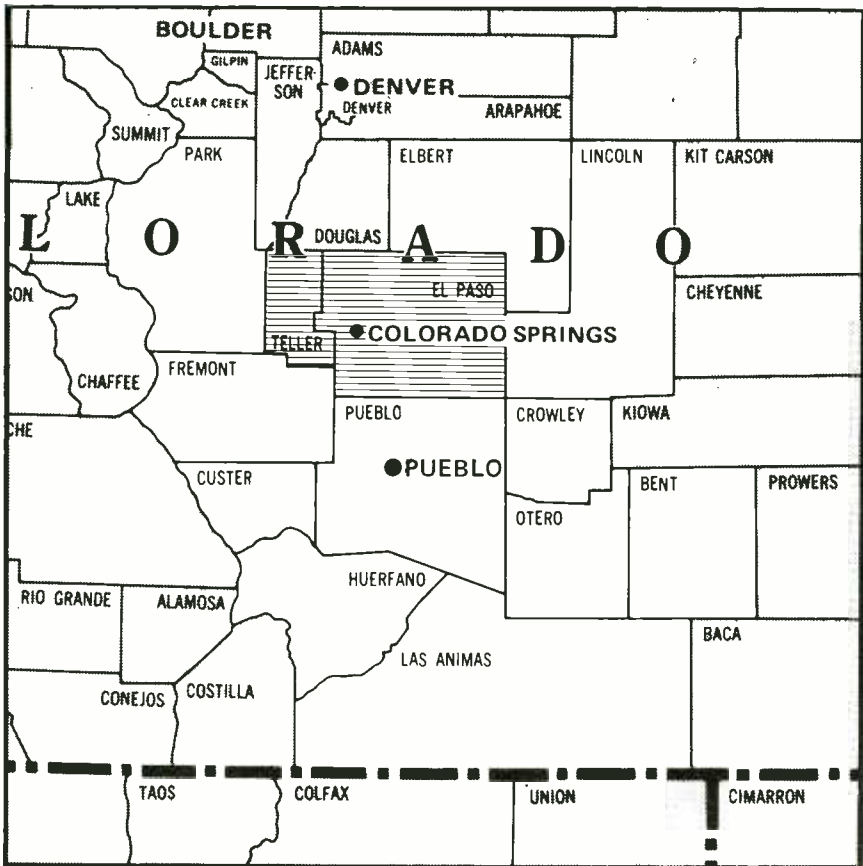 BOULDER
ADAMS
GILPIN
JEFFER-
SON
DENVER
CLEAR CREEK
DENVER
ARAPAHOE
SUMMIT
PARK
ELBERT
LINCOLN
KIT CARSON
LAKE
L O R A D O
DOUGLAS
SON
EL PASO
CHEYENNE
COLORADO SPRINGS
TELLER
FREMONT
CHAFFEE
PUEBLO
CROWLEY
KIOWA
CHE
PUEBLO
CUSTER
BENT
PROWERS
OTERO
HUERFANO
RIO GRANDE
ALAMOSA
BACA
LAS ANIMAS
CONEJOS
COSTILLA
TAOS
COLFAX
UNION
CIMARRON